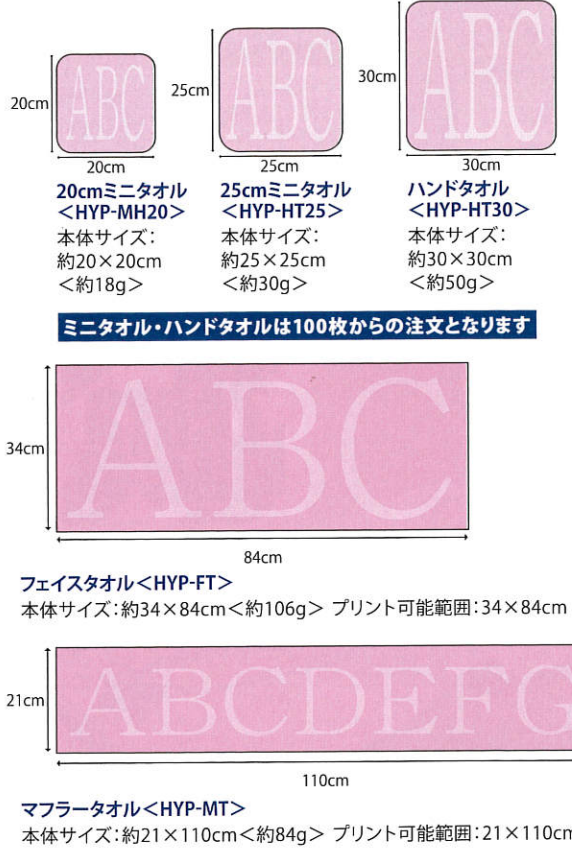 ABC
20cm
20cm
20cmミニタオル
<HYP-MH20>
本体サイズ：
約20×20cm
<約18g>
ABC
25cm
25cm
25cmミニタオル
<HYP-HT25>
本体サイズ：
約25×25cm
<約30g>
ABC
30cm
30cm
ハンドタオル
<HYP-HT30>
本体サイズ：
約30×30cm
<約50g>
ミニタオル・ハンドタオルは100枚からの注文となります
ABC
34cm
84cm
フェイスタオル<HYP-FT>
本体サイズ：約34×84cm<約106g> プリント可能範囲：34×84cm
ABCDEFG
21cm
110cm
マフラータオル<HYP-MT>
本体サイズ：約21×110cm<約84g> プリント可能範囲：21×110cm